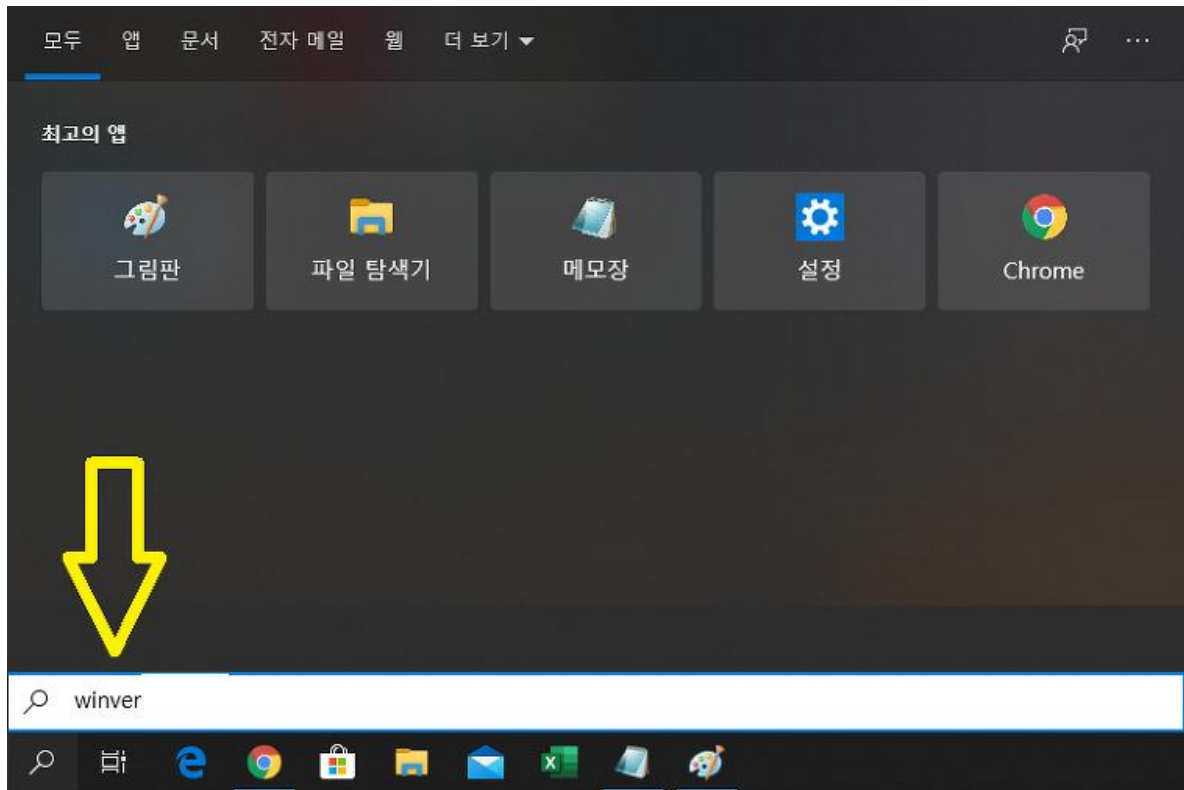 모두 앱 문서 전자 메일 웹 더 보기
최고의 앱
그림판 파일 탐색기 메모장 설정 Chrome
winver